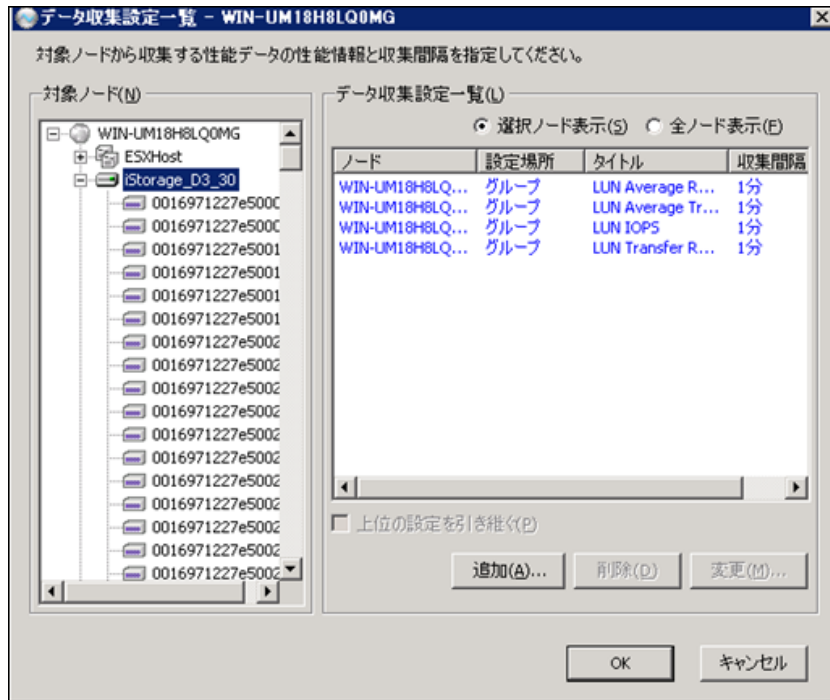 データ収集設定一覧 - WIN-UM18H8LQ0MG
対象ノードから収集する性能データの性能情報と収集間隔を指定してください。
対象ノード(N)
WIN-UM18H8LQ0MG
ESXHost
iStorage_D3_30
0016971227e5000
0016971227e5000
0016971227e5001
0016971227e5001
0016971227e5001
0016971227e5001
0016971227e5002
0016971227e5002
0016971227e5002
0016971227e5002
0016971227e5002
0016971227e5002
0016971227e5002
0016971227e5002
0016971227e5002
0016971227e5002
0016971227e5002
データ収集設定一覧(L)
選択ノード表示(S) 全ノード表示(F)
ノード 設定場所 タイトル 収集間隔
WIN-UM18H8LQ... グループ LUN Average R... 1分
WIN-UM18H8LQ... グループ LUN Average Tr... 1分
WIN-UM18H8LQ... グループ LUN IOPS 1分
WIN-UM18H8LQ... グループ LUN Transfer R... 1分
上位の設定を引き継ぐ(P)
追加(A)... 削除(D) 変更(M)...
OK キャンセル